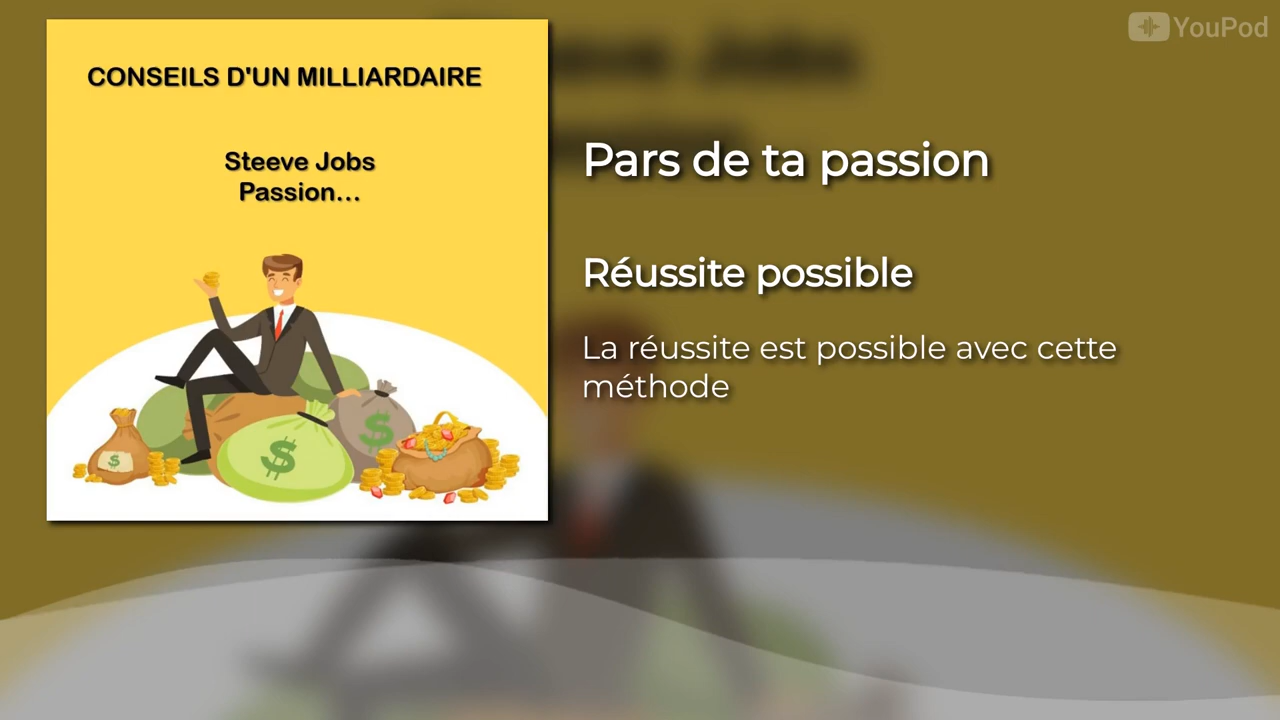 YouPod
CONSEILS D'UN MILLIARDAIRE
Steeve Jobs
Passion...
Pars de ta passion
Réussite possible
La réussite est possible avec cette
méthode
$
$
$